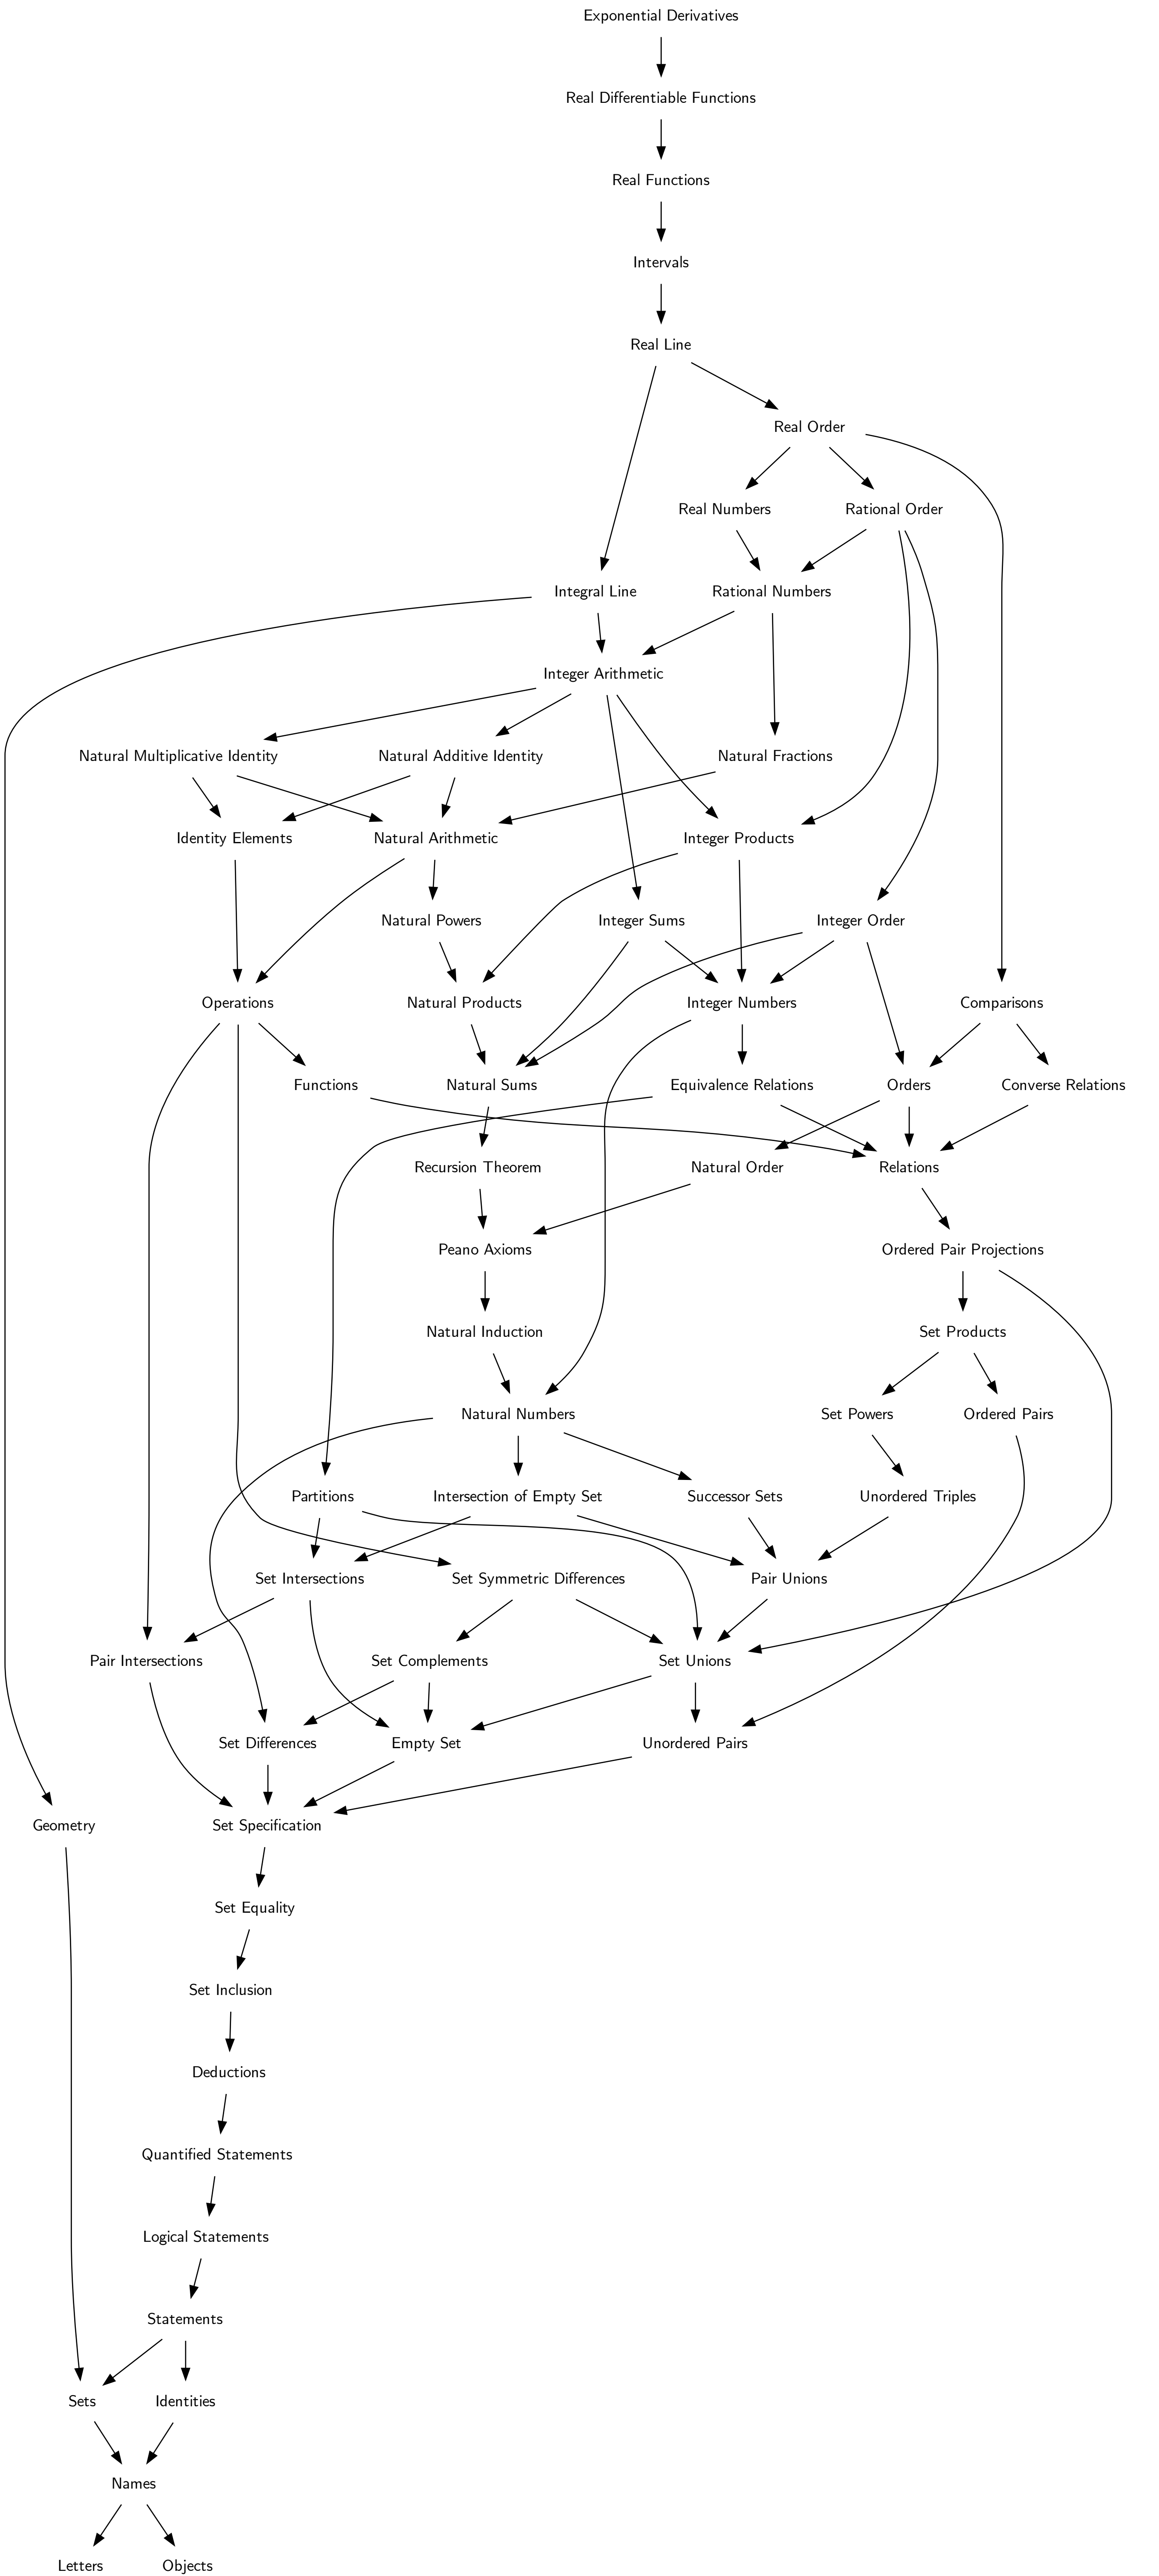 Exponential Derivatives
Real Differentiable Functions
Real Functions
Intervals
Real Line
Real Order
Real Numbers
Rational Order
Integral Line
Rational Numbers
Integer Arithmetic
Natural Multiplicative Identity
Natural Additive Identity
Natural Fractions
Identity Elements
Natural Arithmetic
Integer Products
Natural Powers
Integer Sums
Integer Order
Operations
Natural Products
Integer Numbers
Comparisons
Functions
Natural Sums
Equivalence Relations
Orders
Converse Relations
Recursion Theorem
Natural Order
Relations
Peano Axioms
Ordered Pair Projections
Natural Induction
Set Products
Natural Numbers
Set Powers
Ordered Pairs
Partitions
Intersection of Empty Set
Successor Sets
Unordered Triples
Set Intersections
Set Symmetric Differences
Pair Unions
Pair Intersections
Set Complements
Set Unions
Set Differences
Empty Set
Unordered Pairs
Geometry
Set Specification
Set Equality
Set Inclusion
Deductions
Quantified Statements
Logical Statements
Statements
Sets
Identities
Names
Letters
Objects